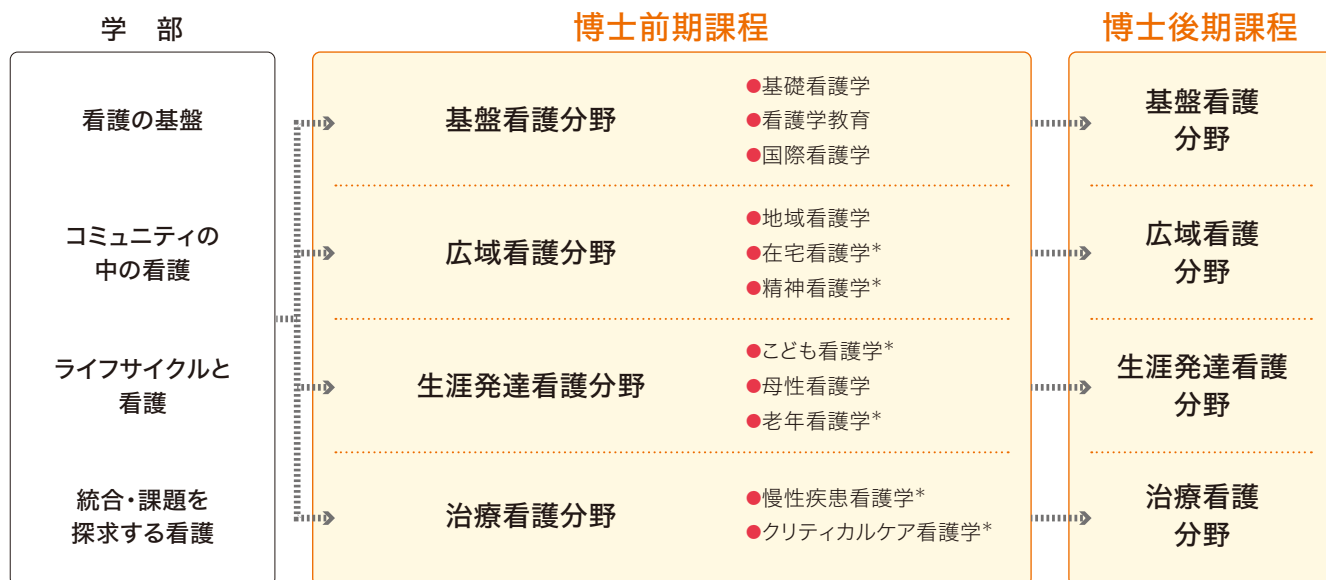 学 部
看護の基盤
コミュニティの
中の看護
ライフサイクルと
看護
統合・課題を
探求する看護
博士前期課程
基盤看護分野
●基礎看護学
●看護学教育
●国際看護学
広域看護分野
●地域看護学
●在宅看護学*
●精神看護学*
生涯発達看護分野
●こども看護学*
●母性看護学
●老年看護学*
治療看護分野
●慢性疾患看護学*
●クリティカルケア看護学*
博士後期課程
基盤看護
分野
広域看護
分野
生涯発達看護
分野
治療看護
分野